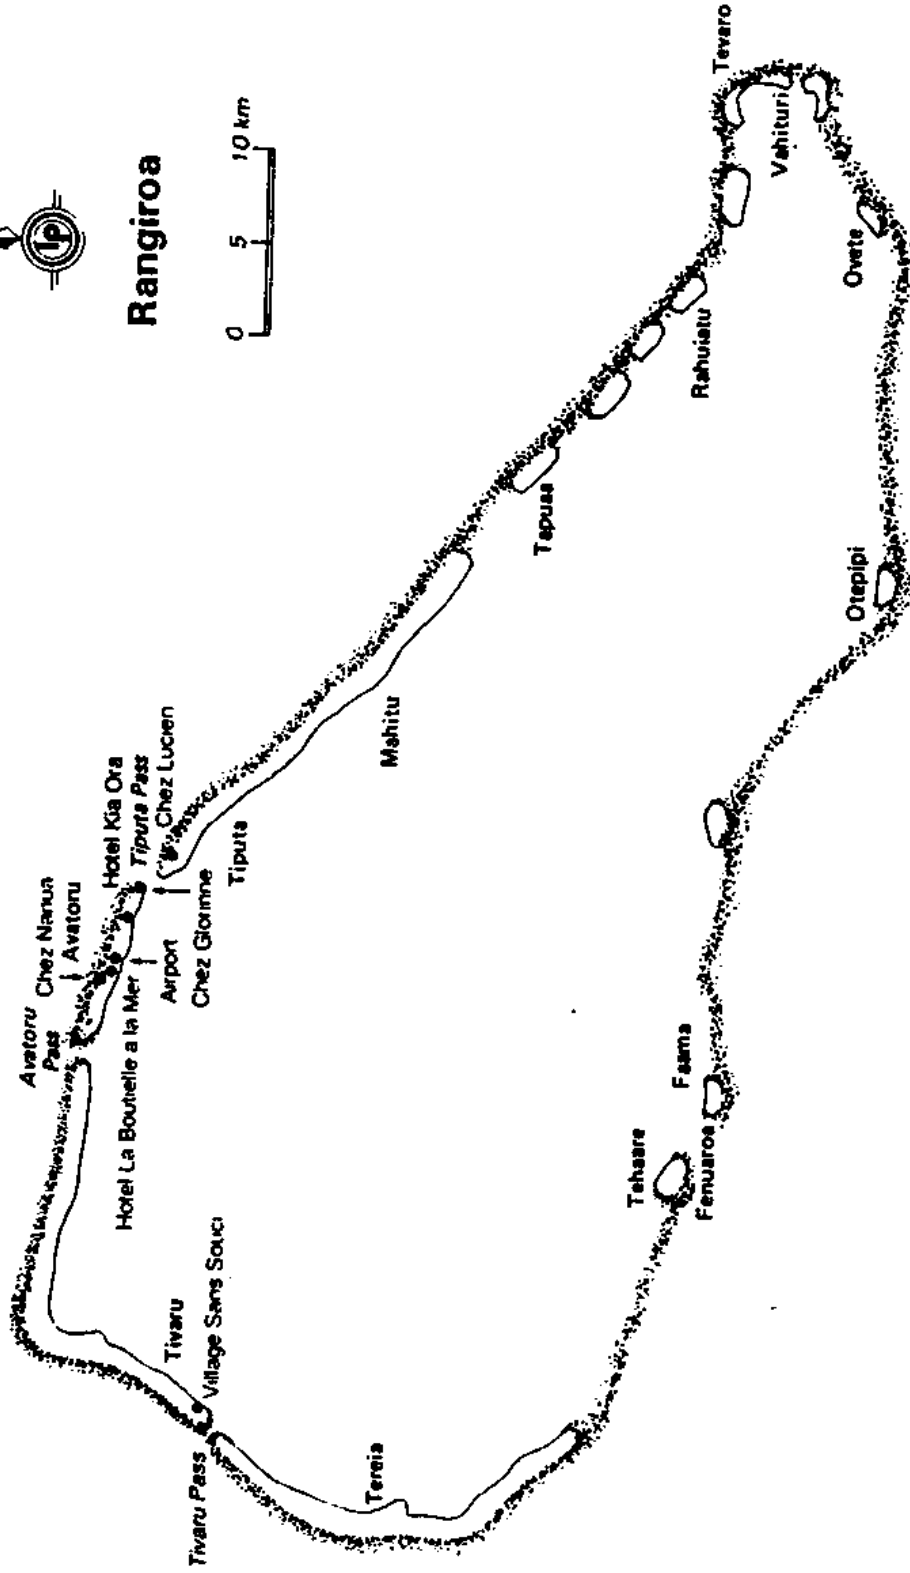 lp
Rangiroa
0 5 10 km
Avatoru
Pass
Chez Nanua
Avatoru
Hotel Kia Ora
Tiputa Pass
Chez Lucien
Hotel La Bouteille a la Mer
Airport
Chez Glorinne
Tiputa
Mahitu
Tivaru
Village Sans Souci
Tivaru Pass
Tereia
Tapuaa
Rahuiatu
Tevaro
Vahituri
Ovete
Otepipi
Tehaare
Faama
Fenuaroa